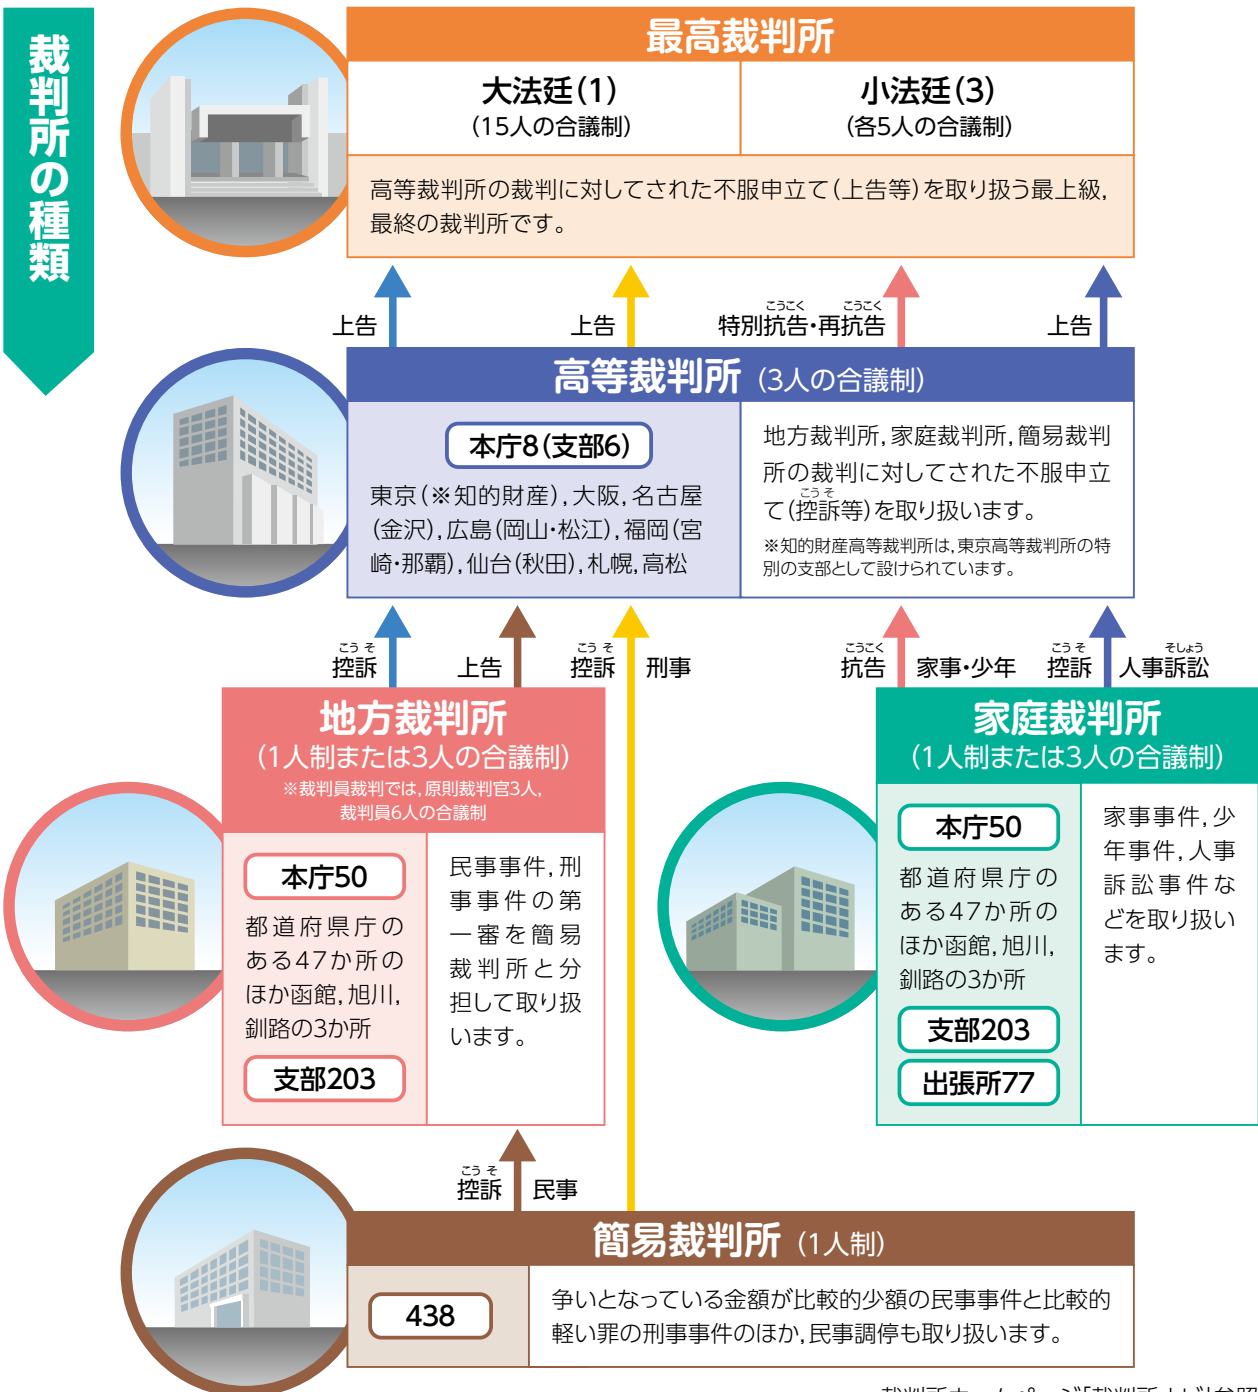 裁判所の種類
最高裁判所
大法廷(1)
(15人の合議制)
小法廷(3)
(各5人の合議制)
高等裁判所の裁判に対してされた不服申立て(上告等)を取り扱う最上級,
最終の裁判所です。
上告
上告
こうこく こうこく
特別抗告・再抗告
上告
高等裁判所 (3人の合議制)
本庁8(支部6)
東京(※知的財産),大阪,名古屋
(金沢),広島(岡山・松江),福岡(宮
崎・那覇),仙台(秋田),札幌,高松
地方裁判所,家庭裁判所,簡易裁判
所の裁判に対してされた不服申立
こうそ
て(控訴等)を取り扱います。
※知的財産高等裁判所は,東京高等裁判所の特
別の支部として設けられています。
こうそ
控訴
上告
こうそ
控訴 刑事
こうこく
抗告 家事・少年
こうそ そしょう
控訴 人事訴訟
地方裁判所
(1人制または3人の合議制)
※裁判員裁判では,原則裁判官3人,
裁判員6人の合議制
本庁50
都道府県庁の
ある47か所の
ほか函館,旭川,
釧路の3か所
支部203
民事事件,刑
事事件の第
一審を簡易
裁判所と分
担して取り扱
います。
家庭裁判所
(1人制または3人の合議制)
本庁50
都道府県庁の
ある47か所の
ほか函館,旭川,
釧路の3か所
支部203
出張所77
家事事件,少
年事件,人事
訴訟事件な
どを取り扱い
ます。
こうそ
控訴 民事
簡易裁判所 (1人制)
438
争いとなっている金額が比較的少額の民事事件と比較的
軽い罪の刑事事件のほか,民事調停も取り扱います。